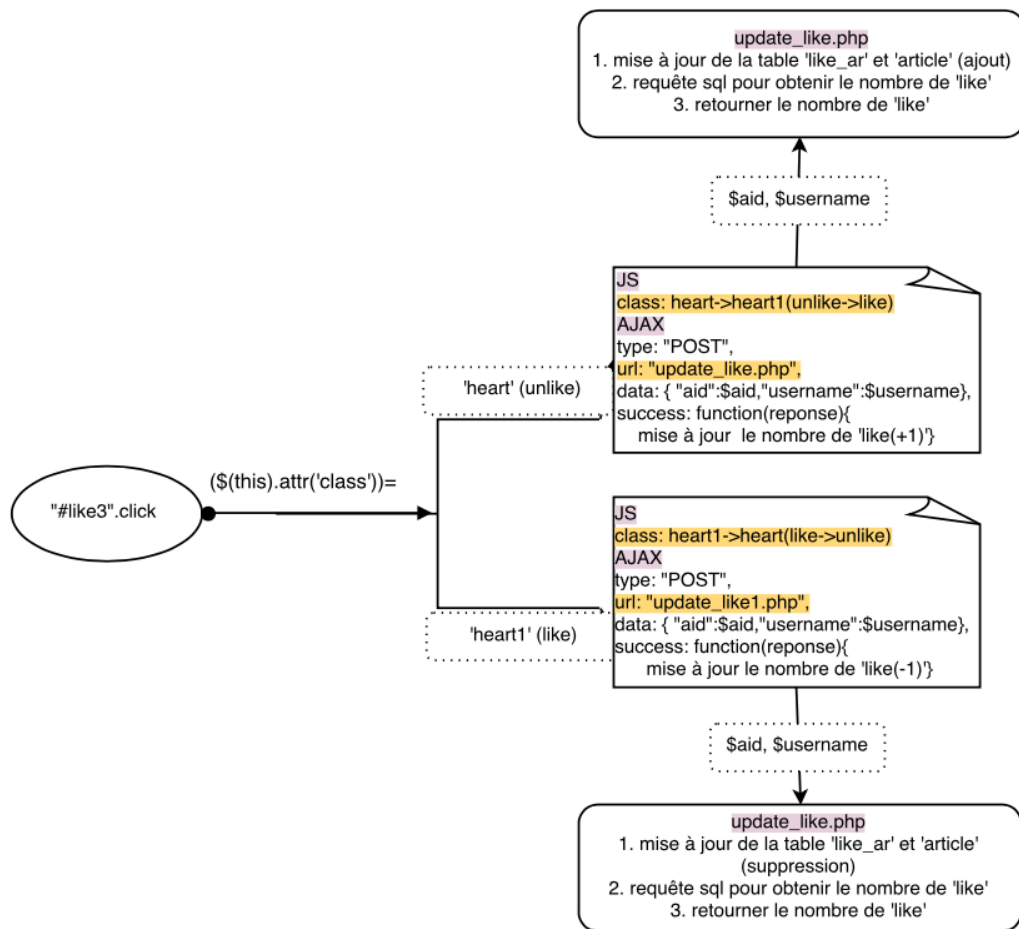 update_like.php
1. mise à jour de la table 'like_ar' et 'article' (ajout)
2. requête sql pour obtenir le nombre de 'like'
3. retourner le nombre de 'like'
$aid, $username
JS
class: heart->heart1(unlike->like)
AJAX
type: "POST",
url: "update_like.php",
data: { "aid":$aid,"username":$username},
success: function(reponse){
mise à jour le nombre de 'like(+1)'}
'heart' (unlike)
($(this).attr('class'))=
"#like3".click
'heart1' (like)
JS
class: heart1->heart(like->unlike)
AJAX
type: "POST",
url: "update_like1.php",
data: { "aid":$aid,"username":$username},
success: function(reponse){
mise à jour le nombre de 'like(-1)'}
$aid, $username
update_like.php
1. mise à jour de la table 'like_ar' et 'article'
(suppression)
2. requête sql pour obtenir le nombre de 'like'
3. retourner le nombre de 'like'